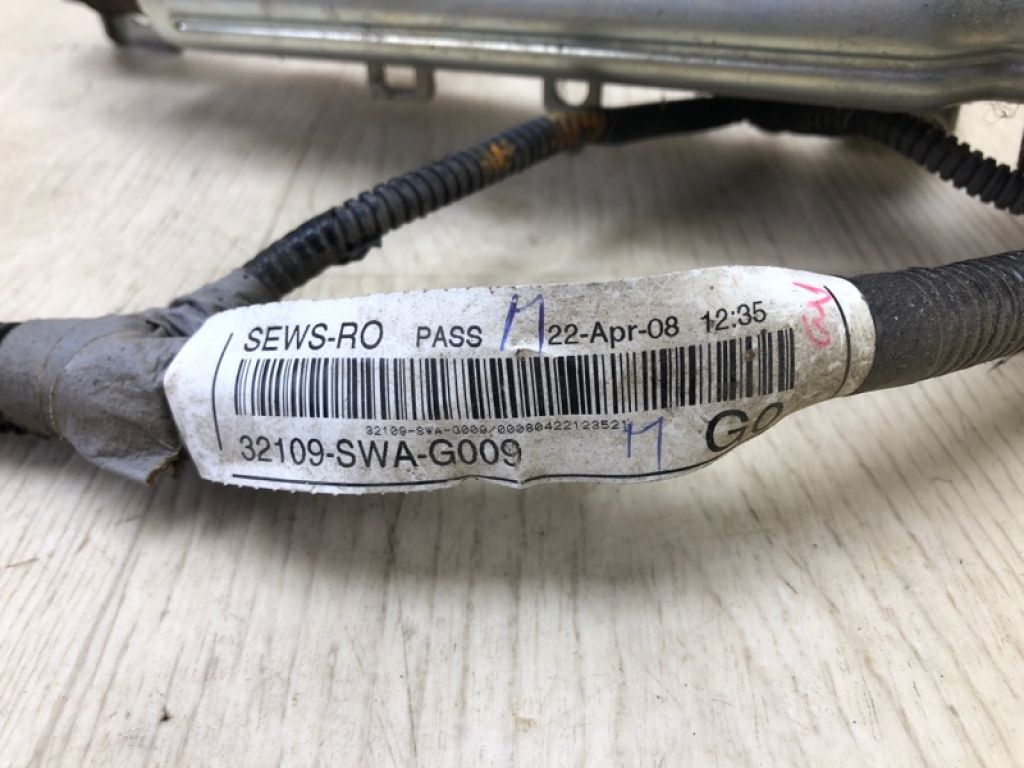 SEWS-RO PASS M 22-Apr-08 12:35
32109-SWA-G009/00080422123521
32109-SWA-G009 M G0